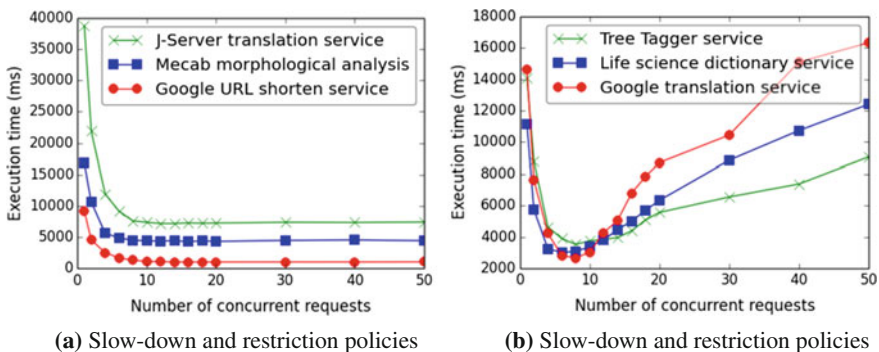 40000
35000
30000
25000
20000
15000
10000
5000
0
Execution time (ms)
J-Server translation service
Mecab morphological analysis
Google URL shorten service
0 10 20 30 40 50
Number of concurrent requests
(a) Slow-down and restriction policies
18000
16000
14000
12000
10000
8000
6000
4000
2000
Execution time (ms)
Tree Tagger service
Life science dictionary service
Google translation service
0 10 20 30 40 50
Number of concurrent requests
(b) Slow-down and restriction policies